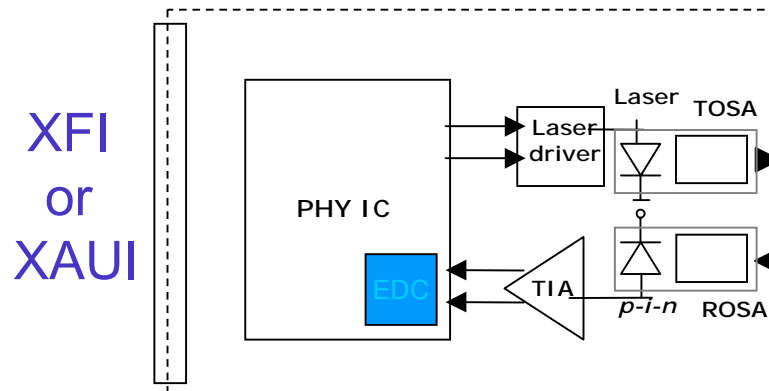 XFI
or
XAUI
PHY IC
EDC
Laser
driver
Laser
TOSA
TIA
p-i-n
ROSA